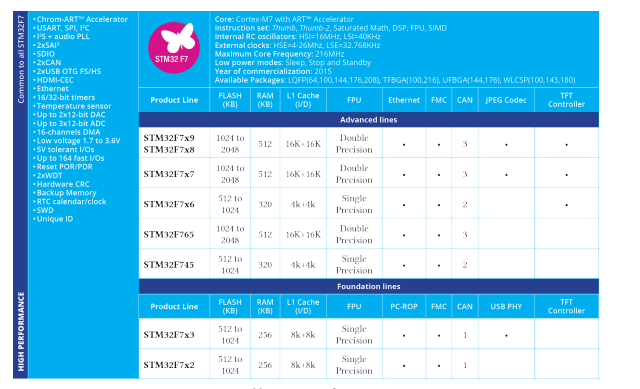 Common to all STM32F7
HIGH PERFORMANCE
• Chrom-ART™ Accelerator
• USART, SPI, I²C
• I²S + audio PLL
• 2xSAI¹
• SDIO
• 2xCAN
• 2xUSB OTG FS/HS
• HDMI-CEC
• Ethernet
• 16/32-bit timers
• Temperature sensor
• Up to 2x12-bit DAC
• Up to 3x12-bit ADC
• 16-channels DMA
• Low voltage 1.7 to 3.6V
• 5V tolerant I/Os
• Up to 164 fast I/Os
• Reset POR/PDR
• 2xWDT
• Hardware CRC
• Backup Memory
• RTC calendar/clock
• SWD
• Unique ID
STM32 F7
Core: Cortex-M7 with ART™ Accelerator
Instruction set: Thumb, Thumb-2, Saturated Math, DSP, FPU, SIMD
Internal RC oscillators: HSI=16MHz, LSI=40KHz
External clocks: HSE=4-26Mhz, LSE=32.768KHz
Maximum Core Frequency: 216MHz
Low power modes: Sleep, Stop and Standby
Year of commercialization: 2015
Available Packages: LQFP(64,100,144,176,208), TFBGA(100,216), UFBGA(144,176), WLCSP(100,143,180)
Product Line FLASH (KB) RAM (KB) L1 Cache (I/D) FPU Ethernet FMC CAN JPEG Codec TFT Controller
Advanced lines
STM32F7x9 STM32F7x8 1024 to 2048 512 16K+16K Double Precision • • 3 • •
STM32F7x7 1024 to 2048 512 16K+16K Double Precision • • 3 • •
STM32F7x6 512 to 1024 320 4k+4k Single Precision • • 2 •
STM32F765 1024 to 2048 512 16K+16K Double Precision • • 3
STM32F745 512 to 1024 320 4k+4k Single Precision • • 2
Foundation lines
Product Line FLASH (KB) RAM (KB) L1 Cache (I/D) FPU PC-ROP FMC CAN USB PHY TFT Controller
STM32F7x3 512 to 1024 256 8k+8k Single Precision • • 1 •
STM32F7x2 512 to 1024 256 8k+8k Single Precision • • 1